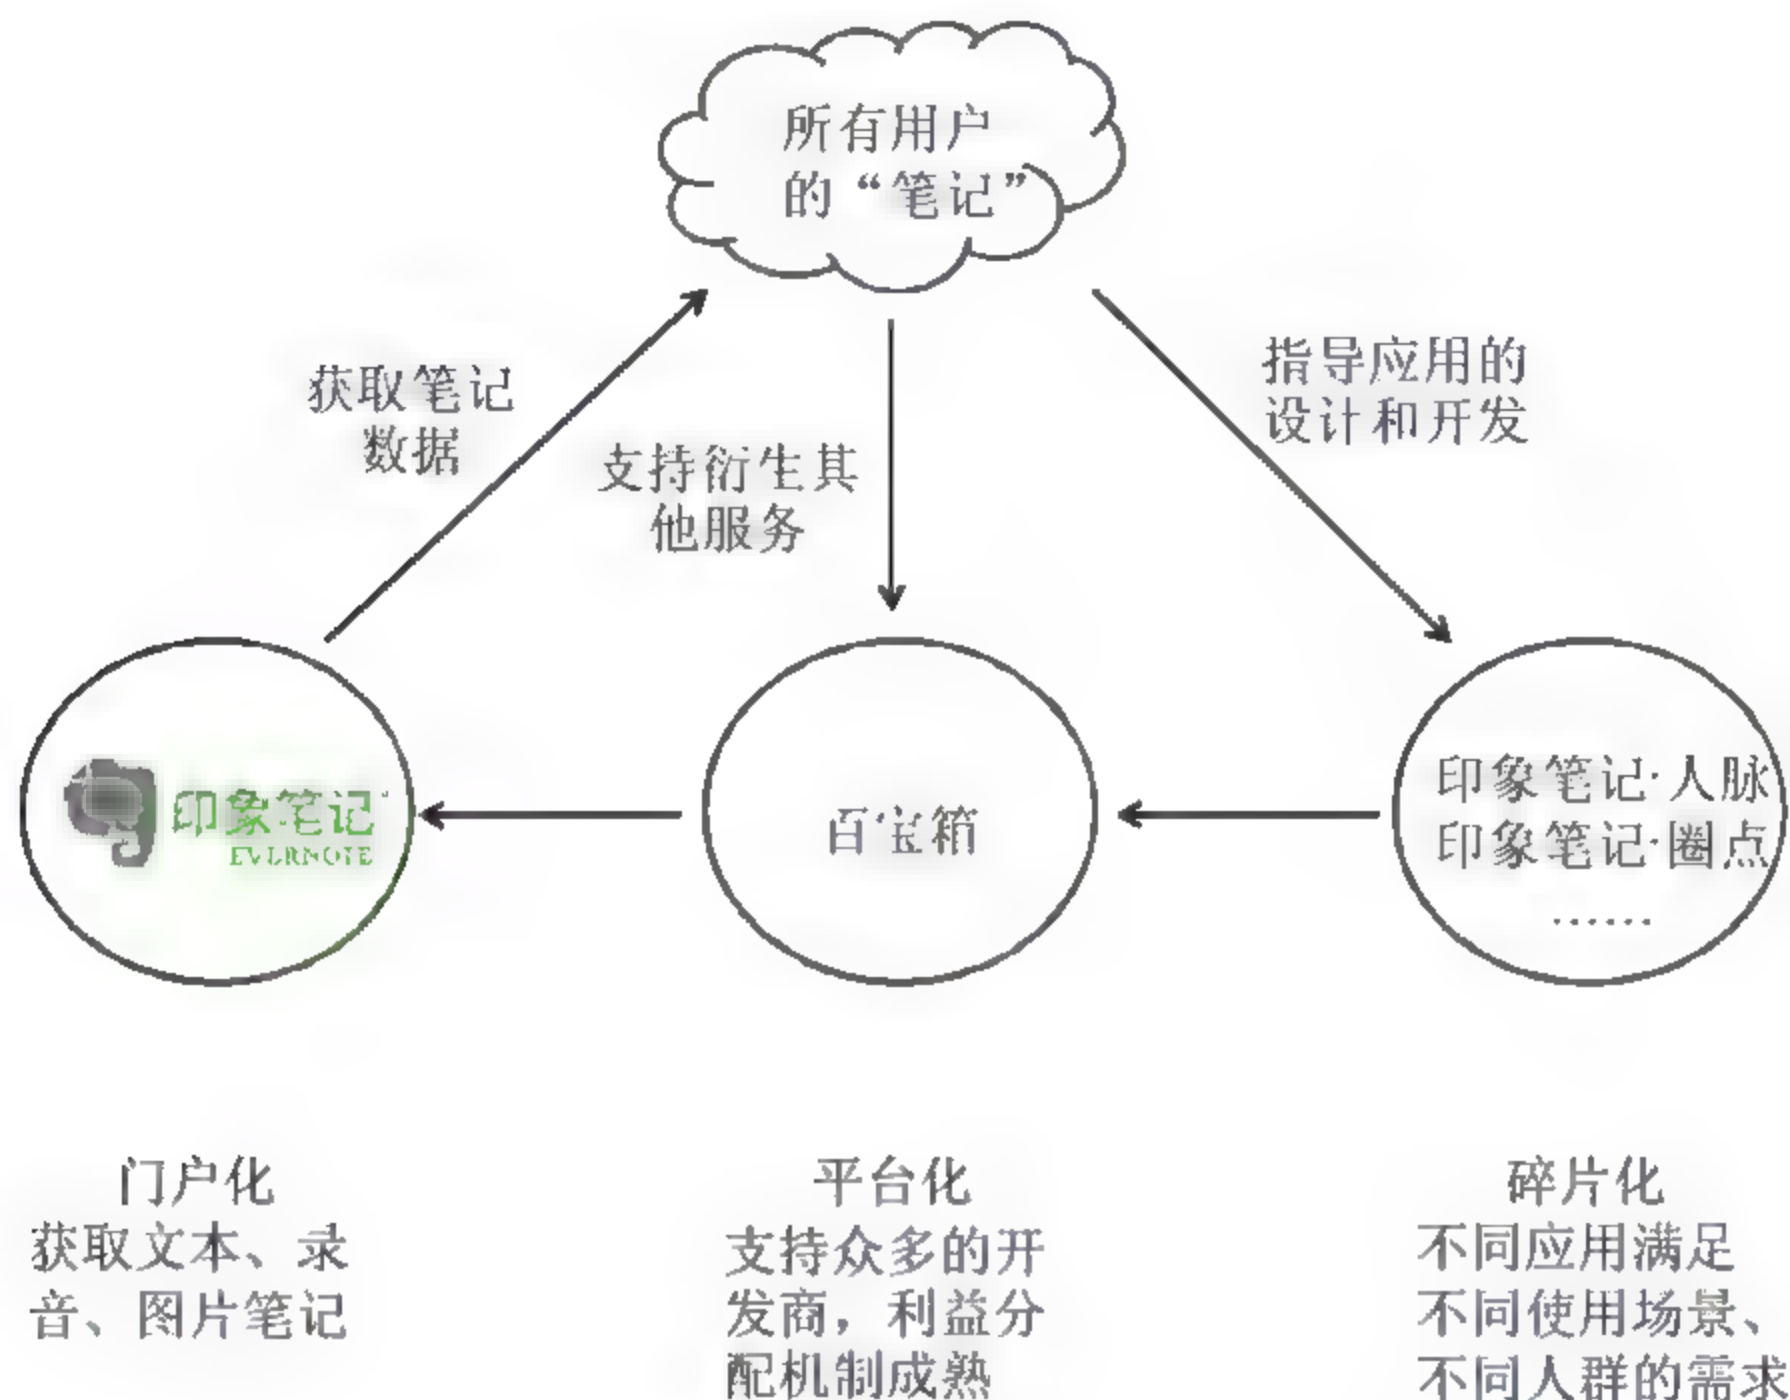 所有用户
的“笔记”
获取笔记
数据
支持衍生其
他服务
指导应用的
设计和开发
印象笔记
EVERNOTE
百宝箱
印象笔记·人脉
印象笔记·圈点
……
门户化
获取文本、录
音、图片笔记
平台化
支持众多的开
发商，利益分
配机制成熟
碎片化
不同应用满足
不同使用场景、
不同人群的需求